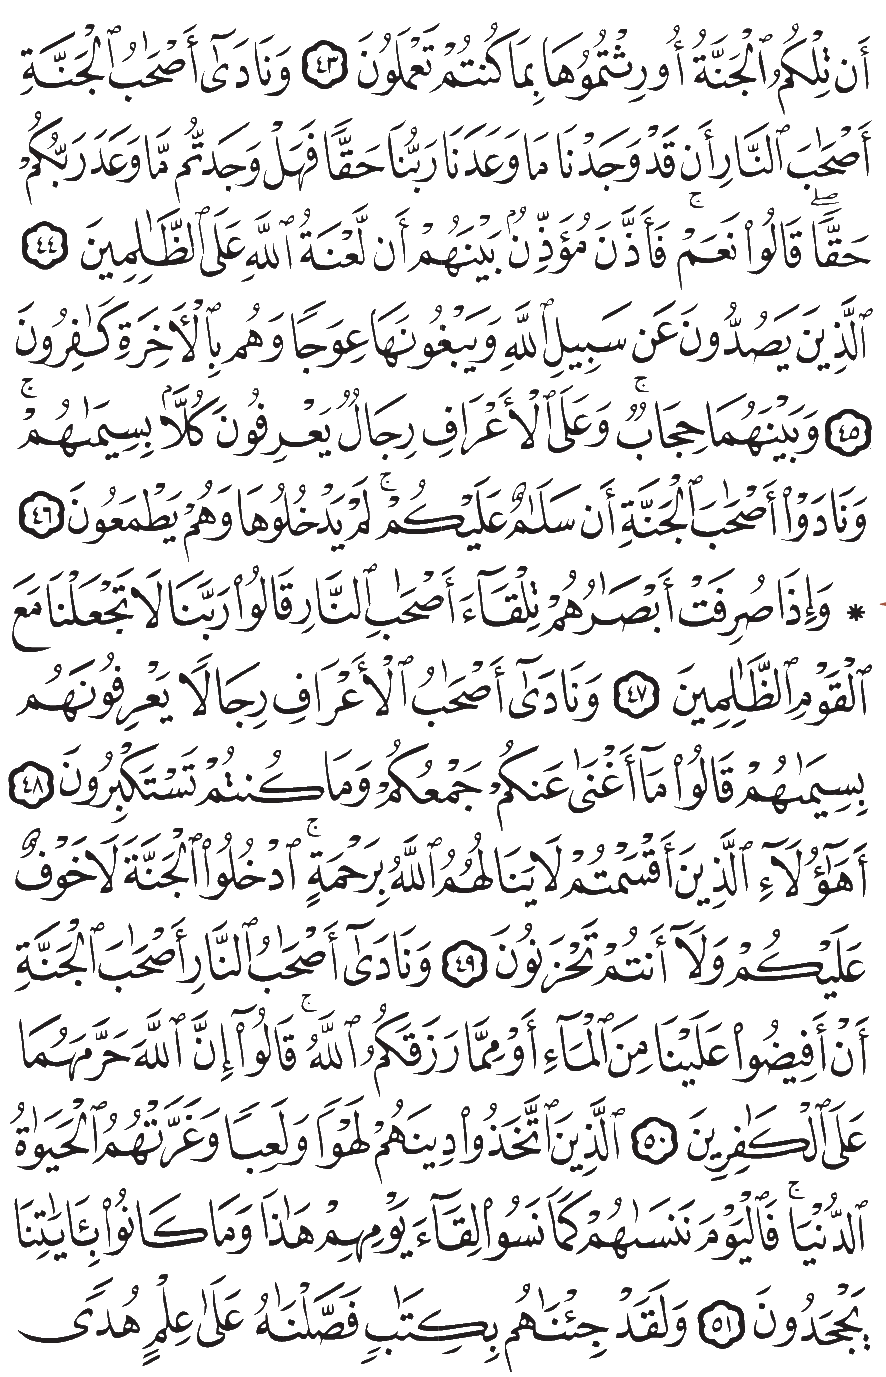 أَن تِلْكُمُ ٱلْجَنَّةُ أُورِثْتُمُوهَا بِمَا كُنتُمْ تَعْمَلُونَ ٤٣ وَنَادَىٰٓ أَصْحَٰبُ ٱلْجَنَّةِ
أَصْحَٰبَ ٱلنَّارِ أَن قَدْ وَجَدْنَا مَا وَعَدَنَا رَبُّنَا حَقًّا فَهَلْ وَجَدتُّم مَّا وَعَدَ رَبُّكُمْ
حَقًّاۖ قَالُوا۟ نَعَمْۚ فَأَذَّنَ مُؤَذِّنٌۢ بَيْنَهُمْ أَن لَّعْنَةُ ٱللَّهِ عَلَى ٱلظَّٰلِمِينَ ٤٤
ٱلَّذِينَ يَصُدُّونَ عَن سَبِيلِ ٱللَّهِ وَيَبْغُونَهَا عِوَجًا وَهُم بِٱلْأَخِرَةِ كَٰفِرُونَ
٤٥ وَبَيْنَهُمَا حِجَابٌۚ وَعَلَى ٱلْأَعْرَافِ رِجَالٌ يَعْرِفُونَ كُلًّۢا بِسِيمَىٰهُمْۚ
وَنَادَوْا۟ أَصْحَٰبَ ٱلْجَنَّةِ أَن سَلَٰمٌ عَلَيْكُمْۚ لَمْ يَدْخُلُوهَا وَهُمْ يَطْمَعُونَ ٤٦
* وَإِذَا صُرِفَتْ أَبْصَٰرُهُمْ تِلْقَآءَ أَصْحَٰبِ ٱلنَّارِ قَالُوا۟ رَبَّنَا لَا تَجْعَلْنَا مَعَ
ٱلْقَوْمِ ٱلظَّٰلِمِينَ ٤٧ وَنَادَىٰٓ أَصْحَٰبُ ٱلْأَعْرَافِ رِجَالًا يَعْرِفُونَهُم
بِسِيمَىٰهُمْ قَالُوا۟ مَآ أَغْنَىٰ عَنكُمْ جَمْعُكُمْ وَمَا كُنتُمْ تَسْتَكْبِرُونَ ٤٨
أَهَٰٓؤُلَآءِ ٱلَّذِينَ أَقْسَمْتُمْ لَا يَنَالُهُمُ ٱللَّهُ بِرَحْمَةٍۚ ٱدْخُلُوا۟ ٱلْجَنَّةَ لَا خَوْفٌ
عَلَيْكُمْ وَلَآ أَنتُمْ تَحْزَنُونَ ٤٩ وَنَادَىٰٓ أَصْحَٰبُ ٱلنَّارِ أَصْحَٰبَ ٱلْجَنَّةِ
أَنْ أَفِيضُوا۟ عَلَيْنَا مِنَ ٱلْمَآءِ أَوْ مِمَّا رَزَقَكُمُ ٱللَّهُۚ قَالُوٓا۟ إِنَّ ٱللَّهَ حَرَّمَهُمَا
عَلَى ٱلْكَٰفِرِينَ ٥٠ ٱلَّذِينَ ٱتَّخَذُوا۟ دِينَهُمْ لَهْوًا وَلَعِبًا وَغَرَّتْهُمُ ٱلْحَيَوٰةُ
ٱلدُّنْيَاۚ فَٱلْيَوْمَ نَنسَىٰهُمْ كَمَا نَسُوا۟ لِقَآءَ يَوْمِهِمْ هَٰذَا وَمَا كَانُوا۟ بِـَٔايَٰتِنَا
يَجْحَدُونَ ٥١ وَلَقَدْ جِئْنَٰهُم بِكِتَٰبٍ فَصَّلْنَٰهُ عَلَىٰ عِلْمٍ هُدًى